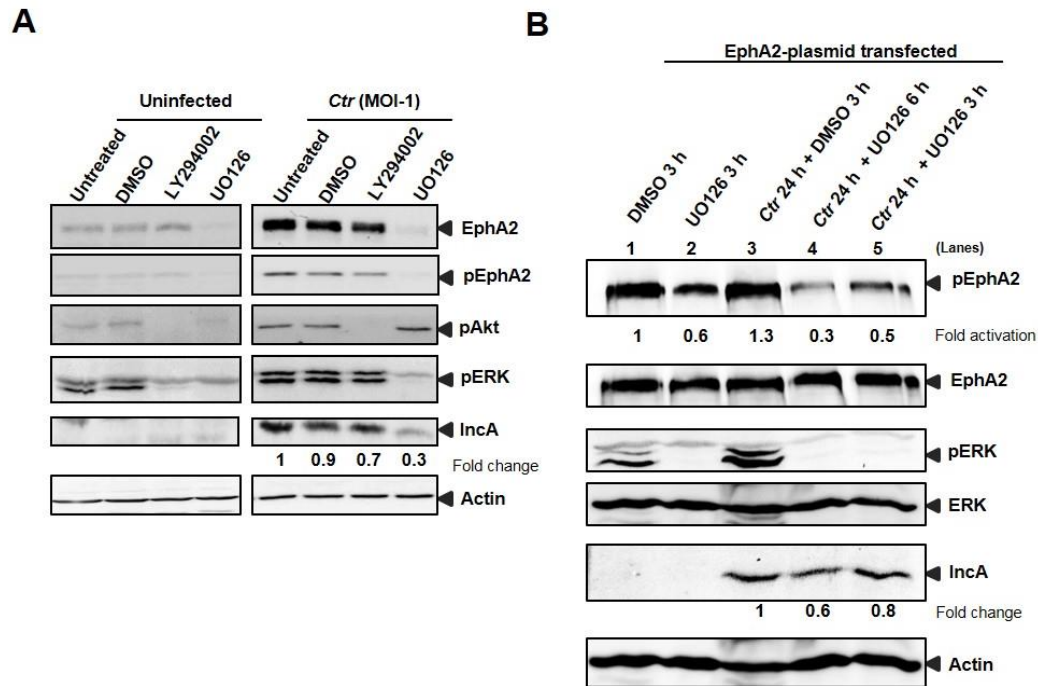 A
Uninfected
Ctr (MOI-1)
Untreated
DMSO
LY294002
UO126
Untreated
DMSO
LY294002
UO126
EphA2
pEphA2
pAkt
pERK
IncA
1 0.9 0.7 0.3 Fold change
Actin
B
EphA2-plasmid transfected
DMSO 3 h
UO126 3 h
Ctr 24 h + DMSO 3 h
Ctr 24 h + UO126 6 h
Ctr 24 h + UO126 3 h
1 2 3 4 5 (Lanes)
pEphA2
1 0.6 1.3 0.3 0.5 Fold activation
EphA2
pERK
ERK
IncA
1 0.6 0.8 Fold change
Actin